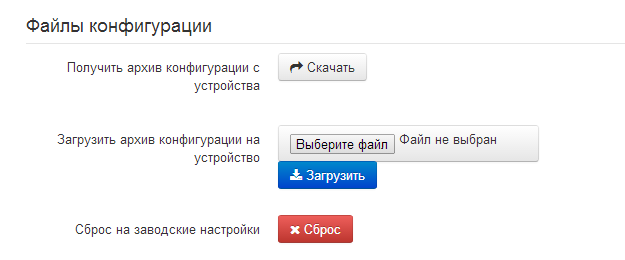 Файлы конфигурации
Получить архив конфигурации с
устройства
Скачать
Загрузить архив конфигурации на
устройство
Выберите файл Файл не выбран
Загрузить
Сброс на заводские настройки
Сброс